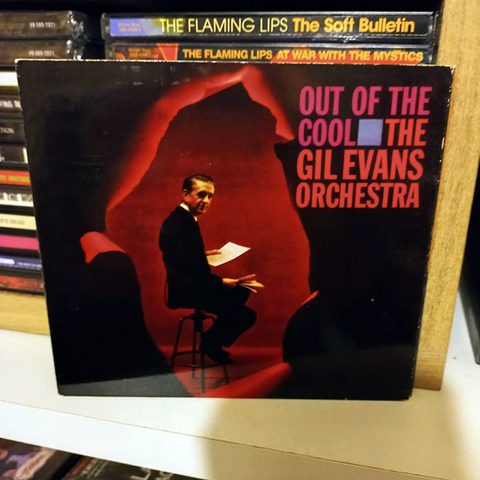 THE FLAMING LIPS The Soft Bulletin
THE FLAMING LIPS AT WAR WITH THE MYSTICS
OUT OF THE
COOL THE
GIL EVANS
ORCHESTRA